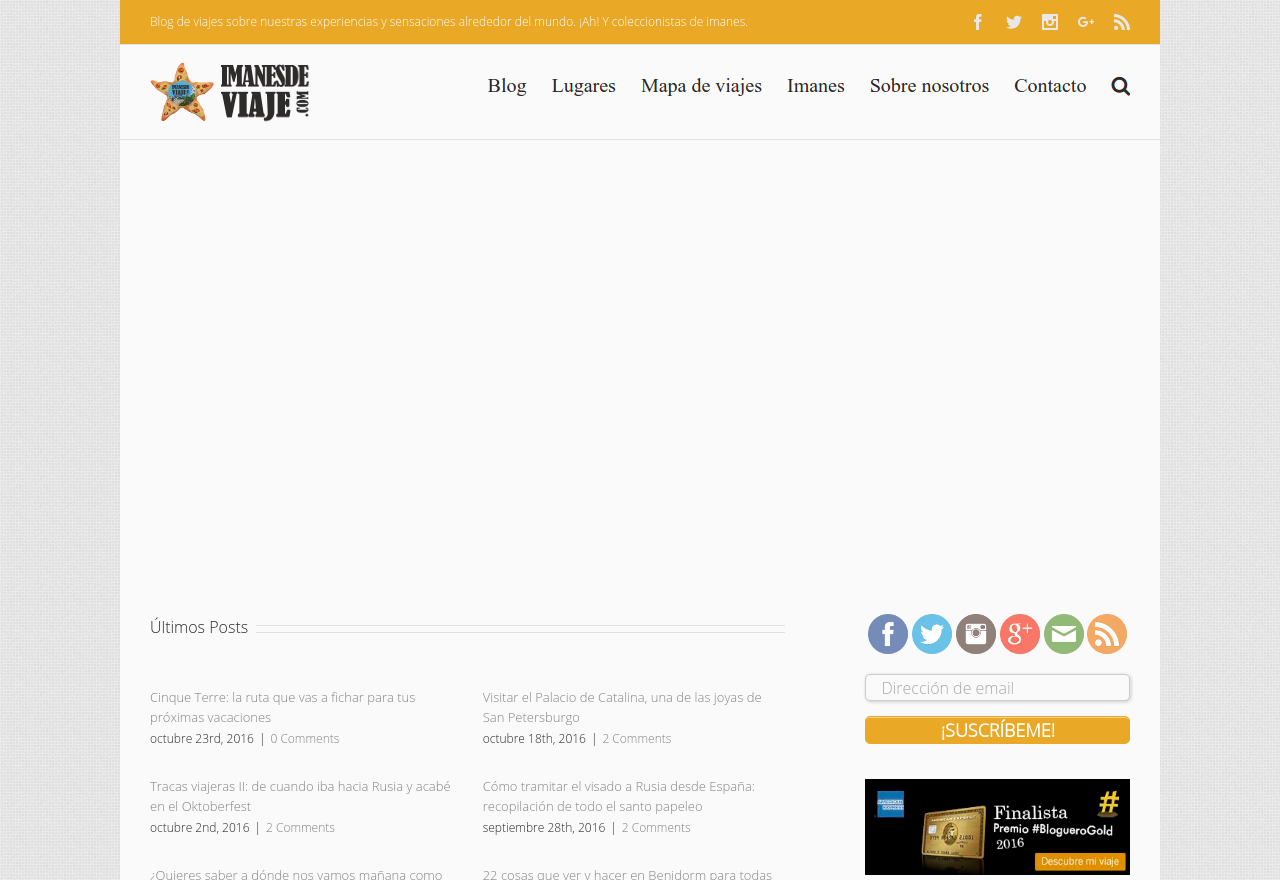 Blog de viajes sobre nuestras experiencias y sensaciones alrededor del mundo. ¡Ah! Y coleccionistas de imanes.
IMANESDE
VIAJE
.COM
Blog Lugares Mapa de viajes Imanes Sobre nosotros Contacto
Últimos Posts
Cinque Terre: la ruta que vas a fichar para tus
próximas vacaciones
octubre 23rd, 2016 | 0 Comments
Visitar el Palacio de Catalina, una de las joyas de
San Petersburgo
octubre 18th, 2016 | 2 Comments
Tracas viajeras II: de cuando iba hacia Rusia y acabé
en el Oktoberfest
octubre 2nd, 2016 | 2 Comments
Cómo tramitar el visado a Rusia desde España:
recopilación de todo el santo papeleo
septiembre 28th, 2016 | 2 Comments
¿Quieres saber a dónde nos vamos mañana como
22 cosas que ver y hacer en Benidorm para todas
Dirección de email
¡SUSCRÍBEME!
Finalista
Premio #BlogueroGold
2016
#
Descubre mi viaje